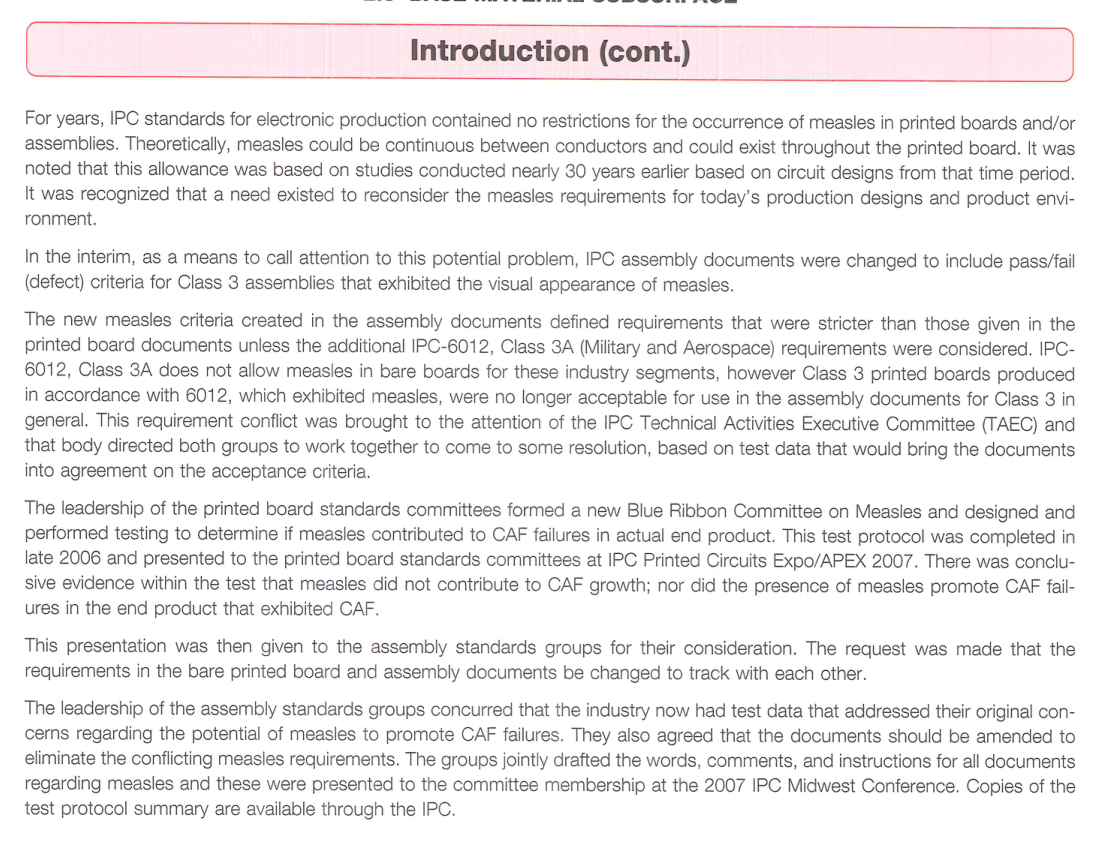 2.3 BASE MATERIAL SUBSURFACE
Introduction (cont.)
For years, IPC standards for electronic production contained no restrictions for the occurrence of measles in printed boards and/or
assemblies. Theoretically, measles could be continuous between conductors and could exist throughout the printed board. It was
noted that this allowance was based on studies conducted nearly 30 years earlier based on circuit designs from that time period.
It was recognized that a need existed to reconsider the measles requirements for today's production designs and product envi-
ronment.
In the interim, as a means to call attention to this potential problem, IPC assembly documents were changed to include pass/fail
(defect) criteria for Class 3 assemblies that exhibited the visual appearance of measles.
The new measles criteria created in the assembly documents defined requirements that were stricter than those given in the
printed board documents unless the additional IPC-6012, Class 3A (Military and Aerospace) requirements were considered. IPC-
6012, Class 3A does not allow measles in bare boards for these industry segments, however Class 3 printed boards produced
in accordance with 6012, which exhibited measles, were no longer acceptable for use in the assembly documents for Class 3 in
general. This requirement conflict was brought to the attention of the IPC Technical Activities Executive Committee (TAEC) and
that body directed both groups to work together to come to some resolution, based on test data that would bring the documents
into agreement on the acceptance criteria.
The leadership of the printed board standards committees formed a new Blue Ribbon Committee on Measles and designed and
performed testing to determine if measles contributed to CAF failures in actual end product. This test protocol was completed in
late 2006 and presented to the printed board standards committees at IPC Printed Circuits Expo/APEX 2007. There was conclu-
sive evidence within the test that measles did not contribute to CAF growth; nor did the presence of measles promote CAF fail-
ures in the end product that exhibited CAF.
This presentation was then given to the assembly standards groups for their consideration. The request was made that the
requirements in the bare printed board and assembly documents be changed to track with each other.
The leadership of the assembly standards groups concurred that the industry now had test data that addressed their original con-
cerns regarding the potential of measles to promote CAF failures. They also agreed that the documents should be amended to
eliminate the conflicting measles requirements. The groups jointly drafted the words, comments, and instructions for all documents
regarding measles and these were presented to the committee membership at the 2007 IPC Midwest Conference. Copies of the
test protocol summary are available through the IPC.